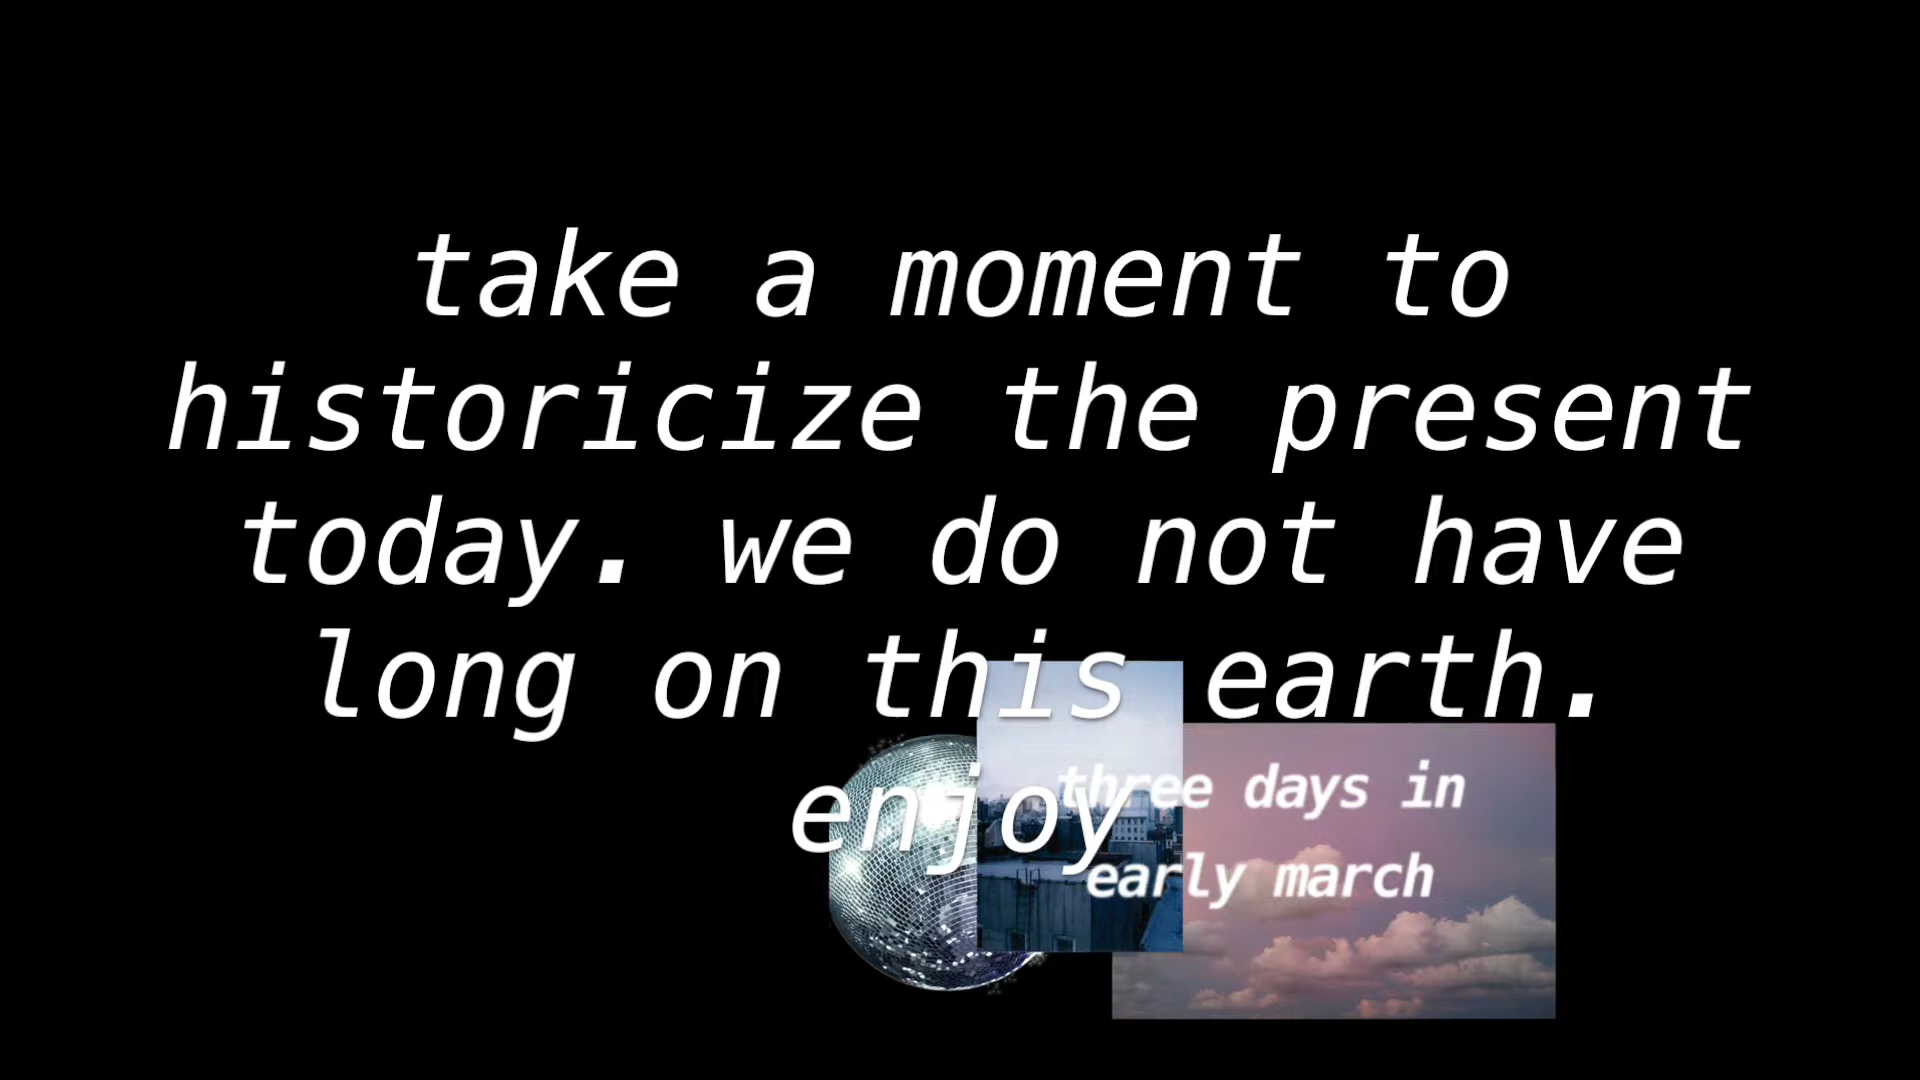 take a moment to
historicize the present
today. we do not have
long on this earth.
enjoy
three days in
early march